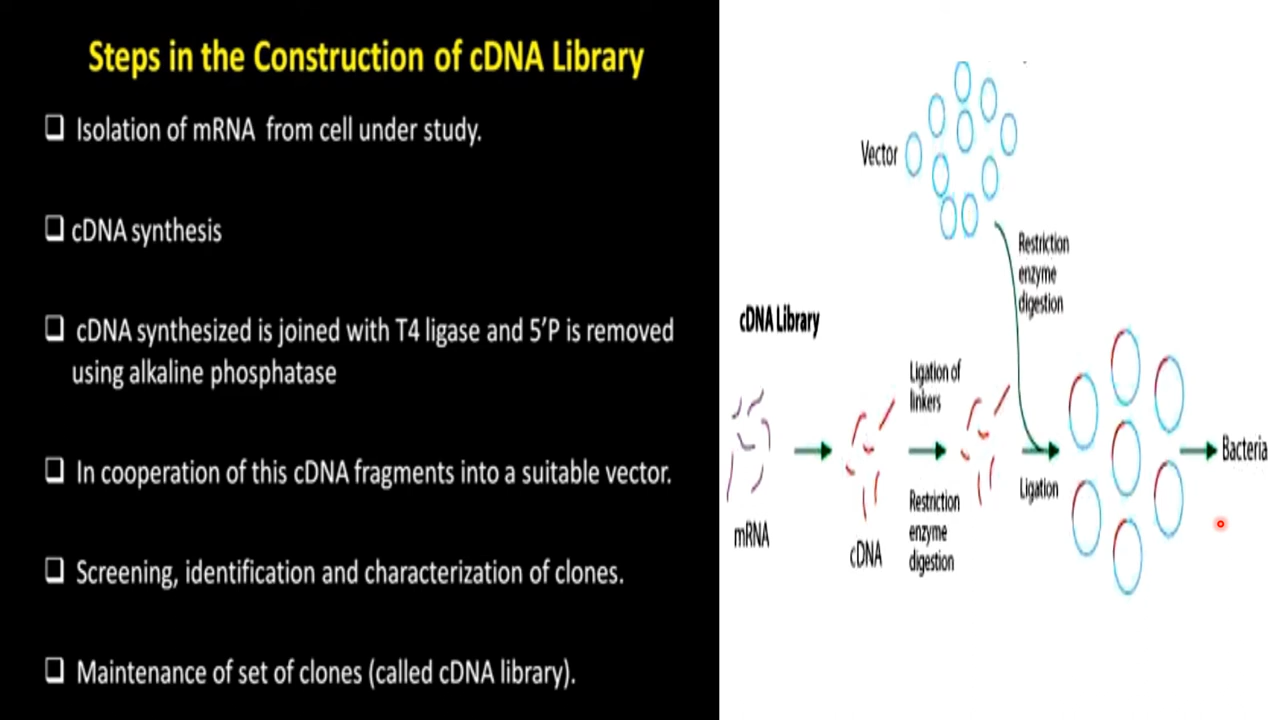 Steps in the Construction of cDNA Library
Isolation of mRNA from cell under study.
cDNA synthesis
cDNA synthesized is joined with T4 ligase and 5'P is removed
using alkaline phosphatase
In cooperation of this cDNA fragments into a suitable vector.
Screening, identification and characterization of clones.
Maintenance of set of clones (called cDNA library).
Vector
Restriction
enzyme
digestion
cDNA Library
Ligation of
linkers
Bacteria
Ligation
Restriction
enzyme
digestion
mRNA
cDNA